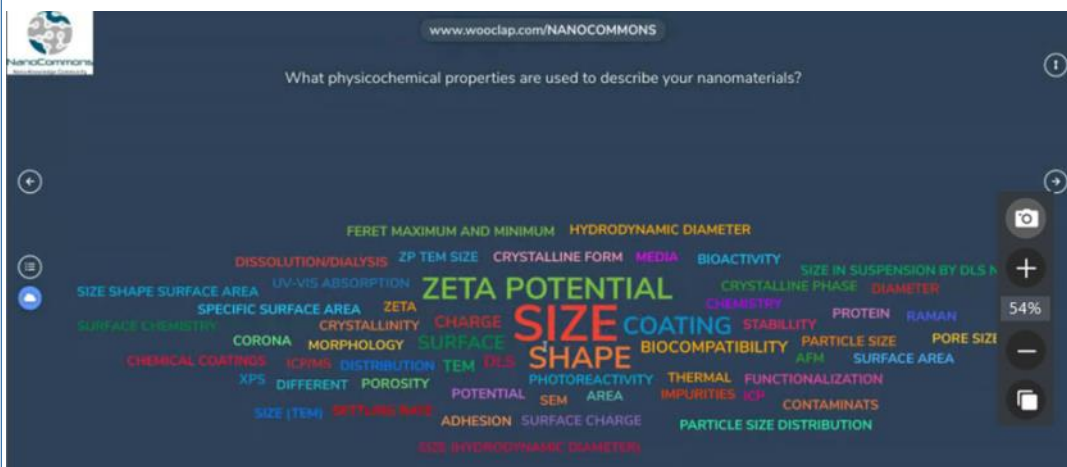 www.wooclap.com/NANOCOMMONS
NanoCommons
What physicochemical properties are used to describe your nanomaterials?
FERET MAXIMUM AND MINIMUM HYDRODYNAMIC DIAMETER
DISSOLUTION/DIALYSIS ZP TEM SIZE CRYSTALLINE FORM MEDIA BIOACTIVITY
SIZE IN SUSPENSION BY DLS N
SIZE SHAPE SURFACE AREA UV-VIS ABSORPTION ZETA POTENTIAL CRYSTALLINE PHASE DIAMETER
SPECIFIC SURFACE AREA ZETA CHEMISTRY PROTEIN RAMAN
54%
SURFACE CHEMISTRY CRYSTALLINITY CHARGE SIZE COATING STABILLITY
CORONA MORPHOLOGY SURFACE SHAPE BIOCOMPATIBILITY PARTICLE SIZE PORE SIZE
CHEMICAL COATINGS ICP/MS DISTRIBUTION TEM DLS AFM SURFACE AREA
XPS DIFFERENT POROSITY PHOTOREACTIVITY THERMAL FUNCTIONALIZATION
POTENTIAL SEM AREA IMPURITIES ICP
SIZE (TEM) SETTLING RATE CONTAMINATS
ADHESION SURFACE CHARGE PARTICLE SIZE DISTRIBUTION
SIZE (HYDRODYNAMIC DIAMETER)